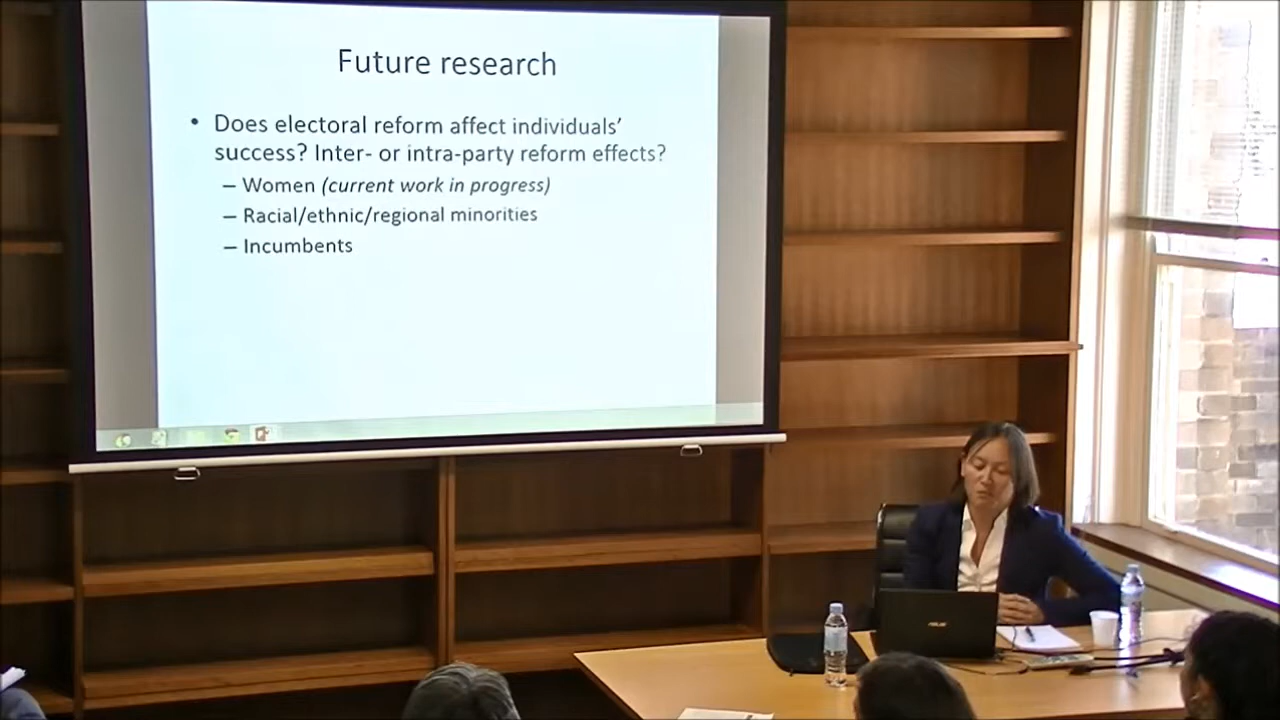 Future research
• Does electoral reform affect individuals’
success? Inter- or intra-party reform effects?
– Women (current work in progress)
– Racial/ethnic/regional minorities
– Incumbents
ASUS